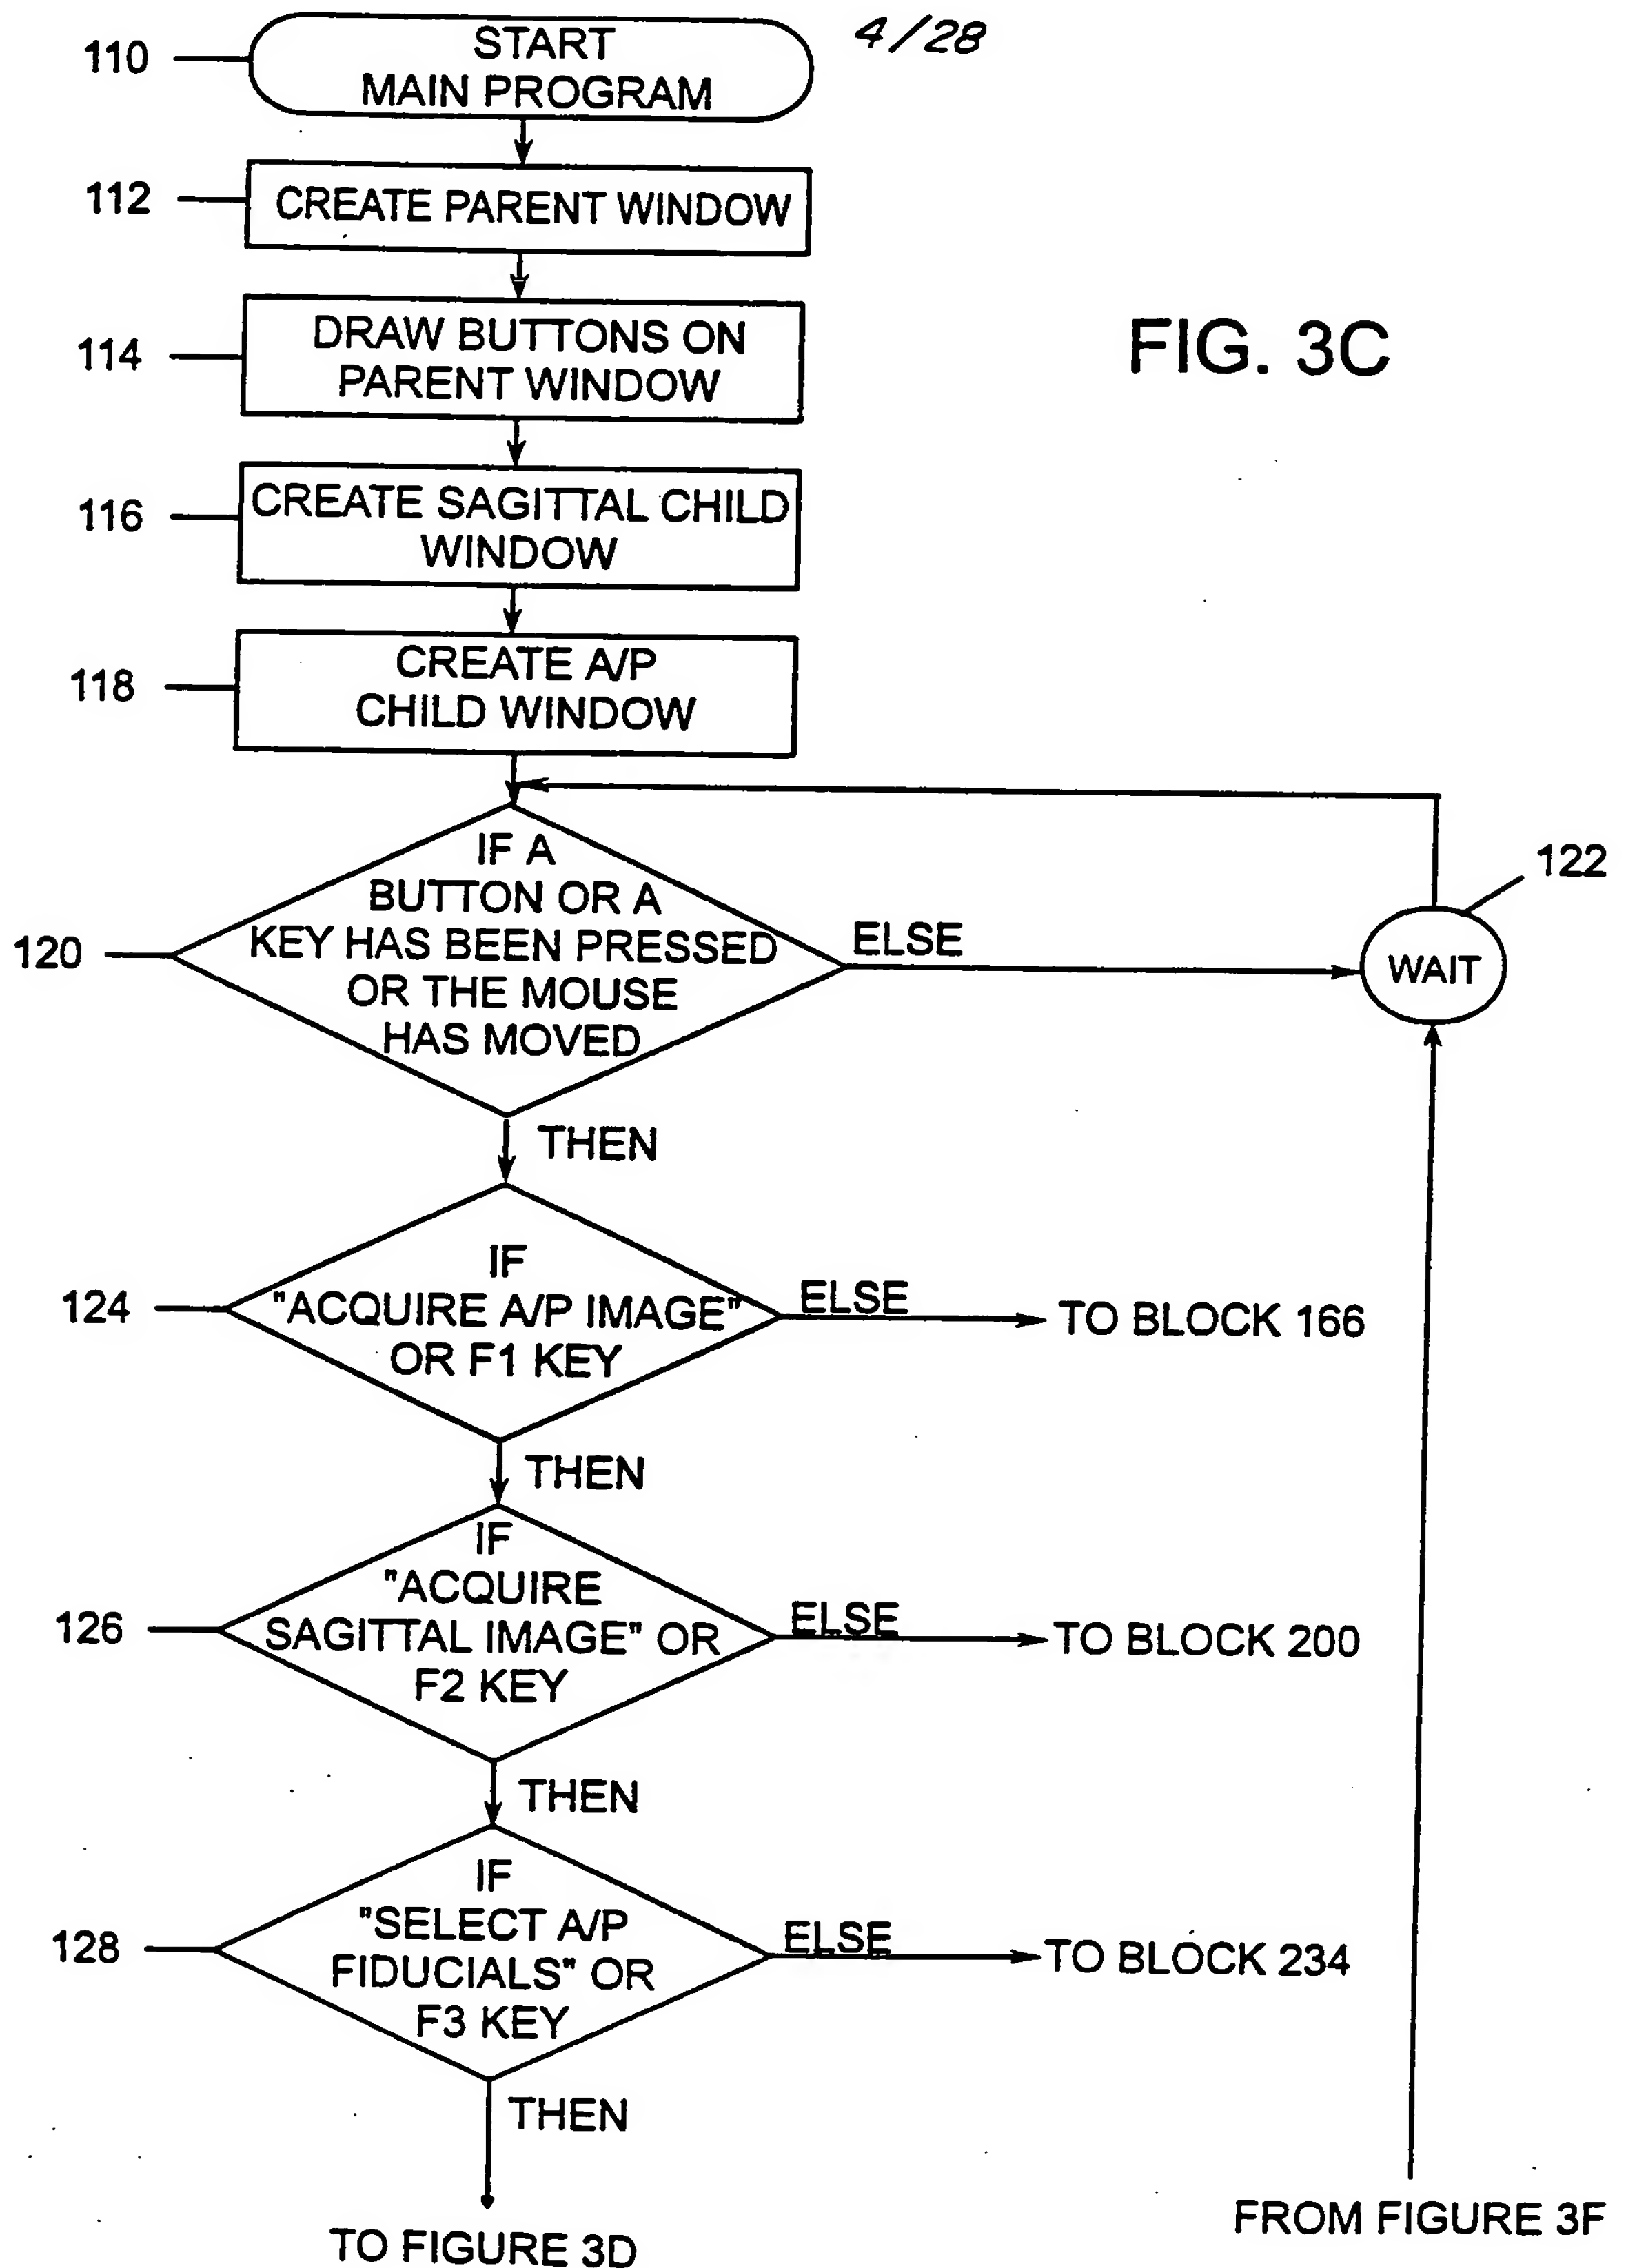 4/28
110
START
MAIN PROGRAM
112
CREATE PARENT WINDOW
114
DRAW BUTTONS ON
PARENT WINDOW
FIG. 3C
116
CREATE SAGITTAL CHILD
WINDOW
118
CREATE A/P
CHILD WINDOW
120
IF A
BUTTON OR A
KEY HAS BEEN PRESSED
OR THE MOUSE
HAS MOVED
ELSE
122
WAIT
THEN
124
IF
"ACQUIRE A/P IMAGE"
OR F1 KEY
ELSE
TO BLOCK 166
THEN
126
IF
"ACQUIRE
SAGITTAL IMAGE" OR
F2 KEY
ELSE
TO BLOCK 200
THEN
128
IF
"SELECT A/P
FIDUCIALS" OR
F3 KEY
ELSE
TO BLOCK 234
THEN
TO FIGURE 3D
FROM FIGURE 3F